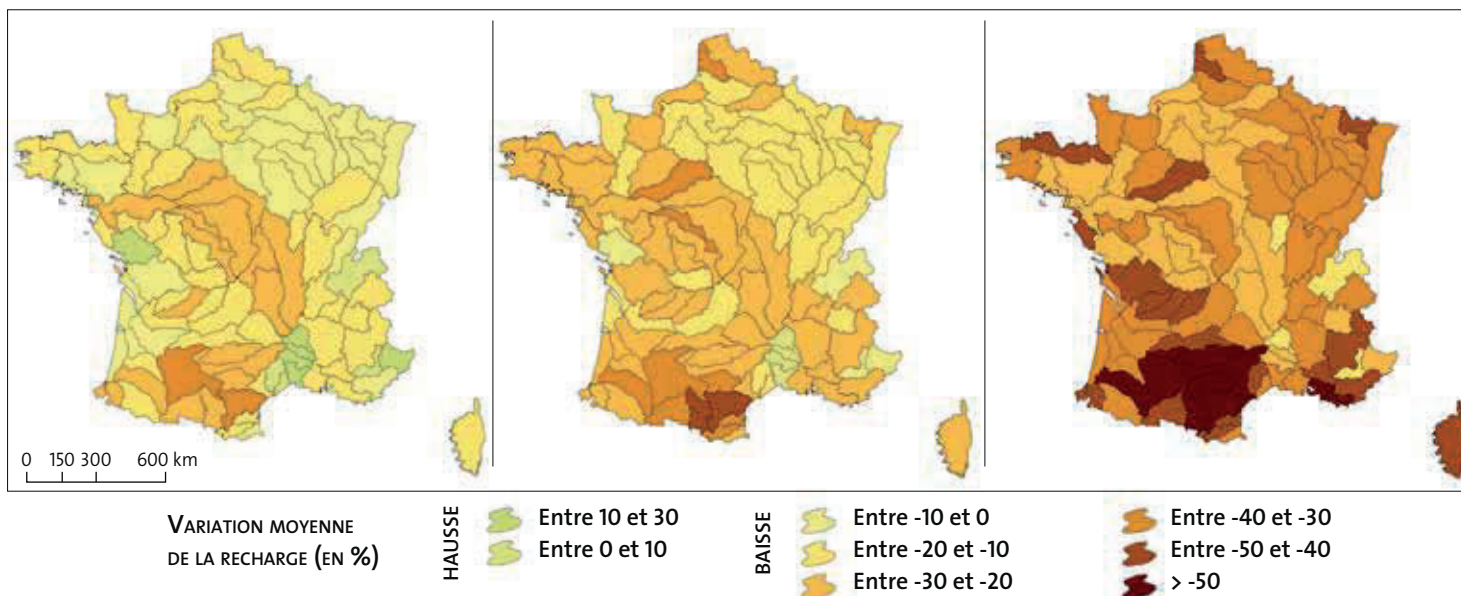 0 150 300 600 km
VARIATION MOYENNE
DE LA RECHARGE (EN %)
HAUSSE
Entre 10 et 30
Entre 0 et 10
BAISSE
Entre -10 et 0
Entre -20 et -10
Entre -30 et -20
Entre -40 et -30
Entre -50 et -40
> -50